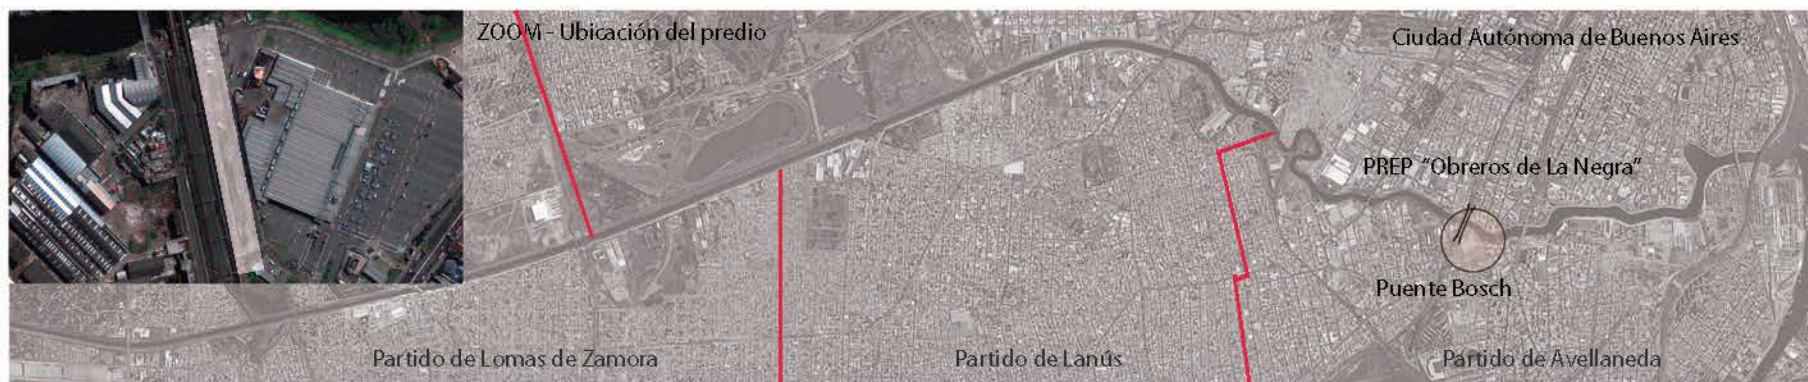 ZOOM - Ubicación del predio
Ciudad Autónoma de Buenos Aires
PREP "Obreros de La Negra"
Puente Bosch
Partido de Lomas de Zamora
Partido de Lanús
Partido de Avellaneda